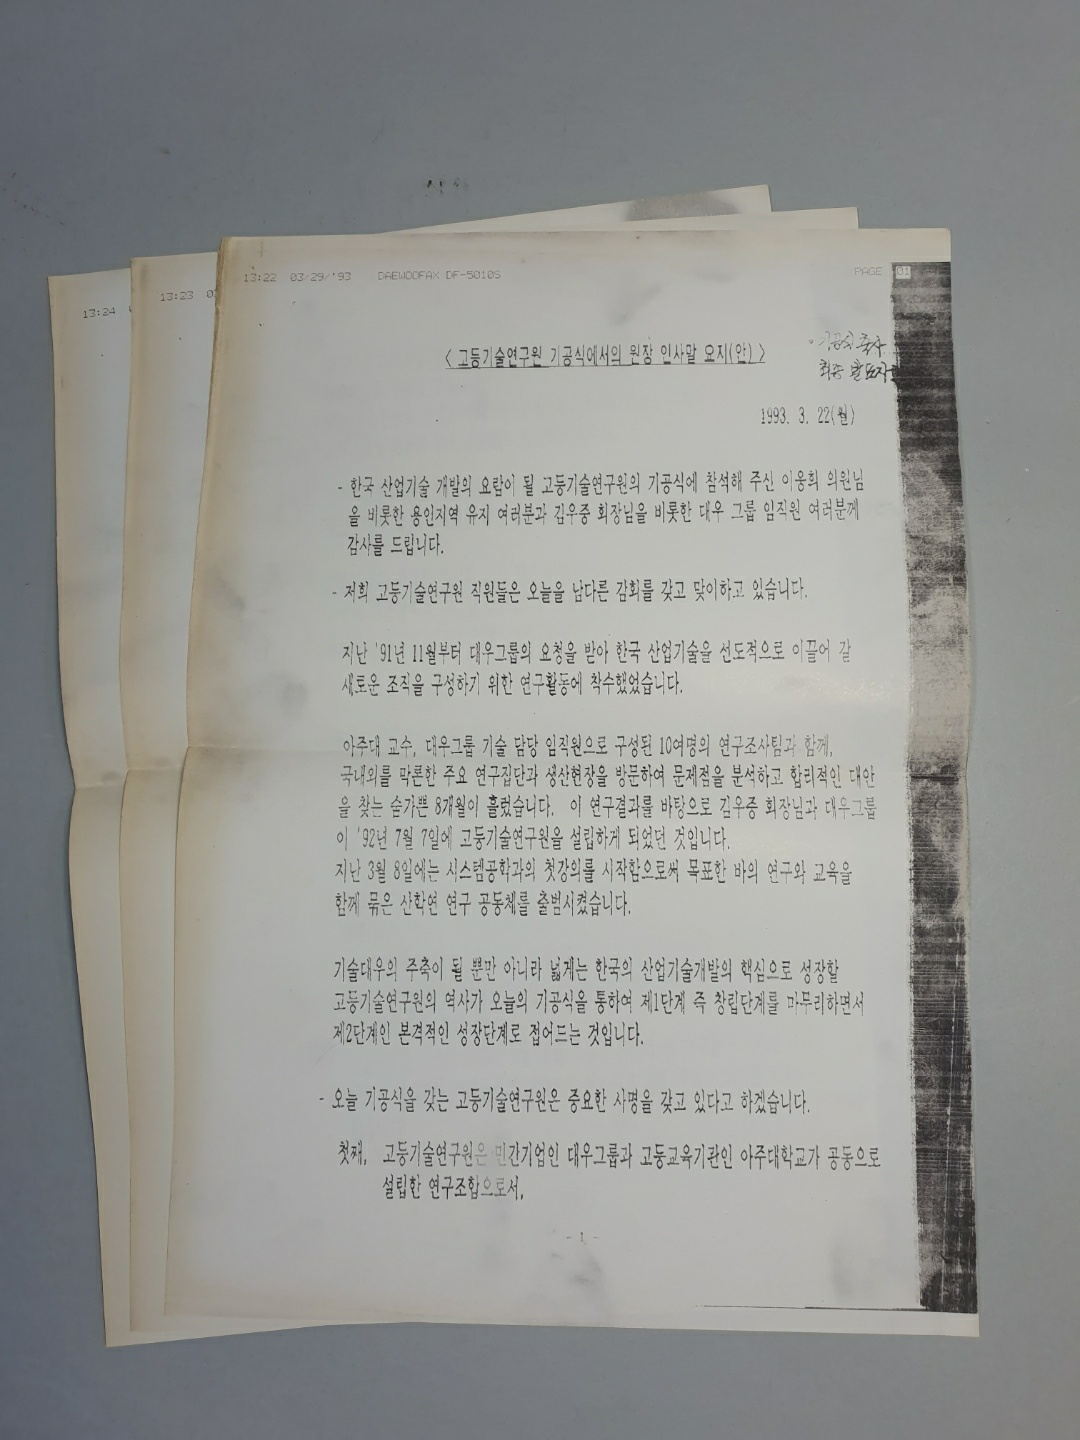 13:22 03/29/'93 DAEWOOFAX DF-5010S PAGE 01
13:23
13:24
< 고등기술연구원 기공식에서의 원장 인사말 요지(안) >
1993. 3. 22(월)
- 한국 산업기술 개발의 요람이 될 고등기술연구원의 기공식에 참석해 주신 이웅희 의원님
을 비롯한 용인지역 유지 여러분과 김우중 회장님을 비롯한 대우 그룹 임직원 여러분께
감사를 드립니다.
- 저희 고등기술연구원 직원들은 오늘을 남다른 감회를 갖고 맞이하고 있습니다.
지난 '91년 11월부터 대우그룹의 요청을 받아 한국 산업기술을 선도적으로 이끌어 갈
새로운 조직을 구성하기 위한 연구활동에 착수했었습니다.
아주대 교수, 대우그룹 기술 담당 임직원으로 구성된 10여명의 연구조사팀과 함께,
국내외를 막론한 주요 연구집단과 생산현장을 방문하여 문제점을 분석하고 합리적인 대안
을 찾는 숨가쁜 8개월이 흘렀습니다. 이 연구결과를 바탕으로 김우중 회장님과 대우그룹
이 '92년 7월 7일에 고등기술연구원을 설립하게 되었던 것입니다.
지난 3월 8일에는 시스템공학과의 첫강의를 시작함으로써 목표한 바의 연구와 교육을
함께 묶은 산학연 연구 공동체를 출범시켰습니다.
기술대우의 주축이 될 뿐만 아니라 넓게는 한국의 산업기술개발의 핵심으로 성장할
고등기술연구원의 역사가 오늘의 기공식을 통하여 제1단계 즉 창립단계를 마무리하면서
제2단계인 본격적인 성장단계로 접어드는 것입니다.
- 오늘 기공식을 갖는 고등기술연구원은 중요한 사명을 갖고 있다고 하겠습니다.
첫째, 고등기술연구원은 민간기업인 대우그룹과 고등교육기관인 아주대학교가 공동으로
설립한 연구조합으로서,
- 1 -